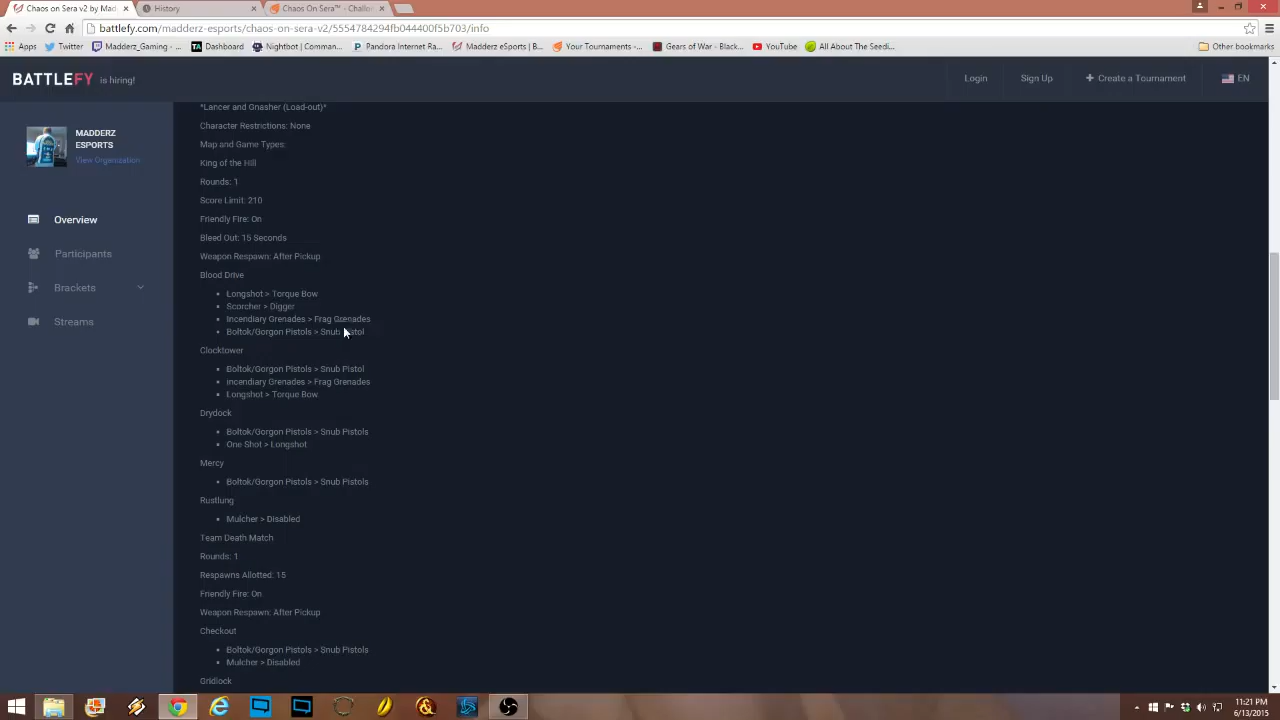 Chaos on Sera v2 by Mad
History
Chaos On Sera™ - Challen
battlefy.com/madderz-esports/chaos-on-sera-v2/5554784294fb044400f5b703/info
Apps
Twitter
Madderz_Gaming - ...
Dashboard
Nightbot | Comman...
Pandora Internet Ra...
Madderz eSports | B...
Your Tournaments -...
Gears of War - Black...
YouTube
All About The Seedi...
Other bookmarks
BATTLEFY is hiring!
Login
Sign Up
Create a Tournament
EN
MADDERZ
ESPORTS
View Organization
Overview
Participants
Brackets
Streams
*Lancer and Gnasher (Load-out)*
Character Restrictions: None
Map and Game Types:
King of the Hill
Rounds: 1
Score Limit: 210
Friendly Fire: On
Bleed Out: 15 Seconds
Weapon Respawn: After Pickup
Blood Drive
Longshot > Torque Bow
Scorcher > Digger
Incendiary Grenades > Frag Grenades
Boltok/Gorgon Pistols > Snub Pistol
Clocktower
Boltok/Gorgon Pistols > Snub Pistol
Incendiary Grenades > Frag Grenades
Longshot > Torque Bow
Drydock
Boltok/Gorgon Pistols > Snub Pistols
One Shot > Longshot
Mercy
Boltok/Gorgon Pistols > Snub Pistols
Rustlung
Mulcher > Disabled
Team Death Match
Rounds: 1
Respawns Allotted: 15
Friendly Fire: On
Weapon Respawn: After Pickup
Checkout
Boltok/Gorgon Pistols > Snub Pistols
Mulcher > Disabled
Gridlock
11:21 PM
6/13/2015